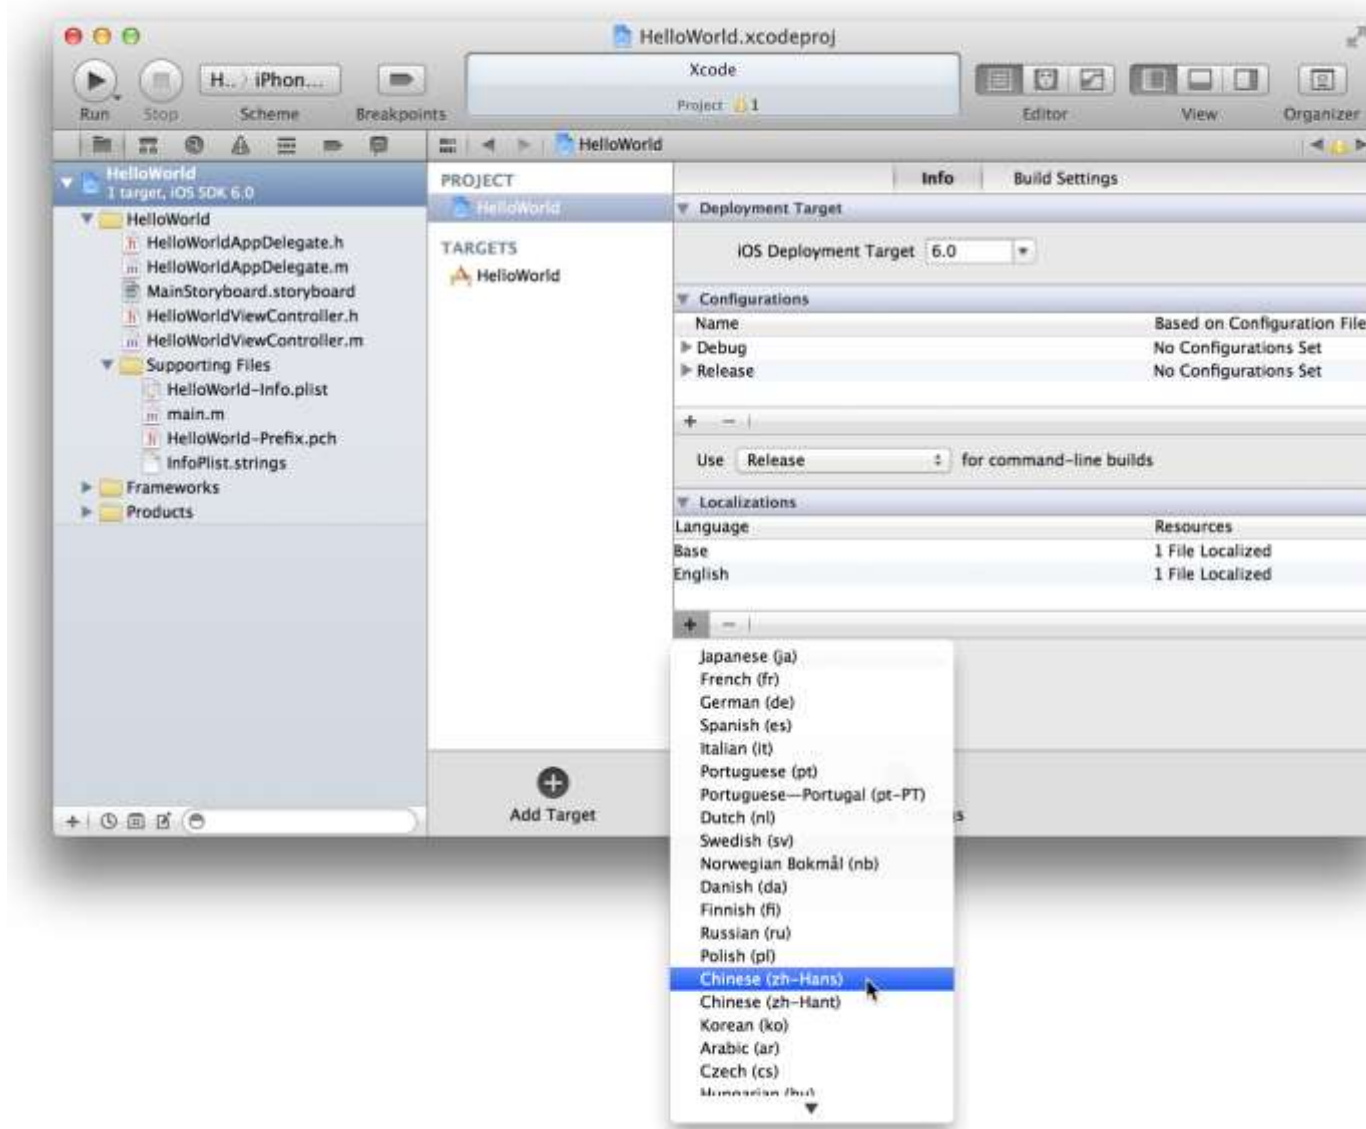 HelloWorld.xcodeproj
H.. iPhon...
Xcode
Project 1
Run Stop Scheme Breakpoints Editor View Organizer
HelloWorld
HelloWorld
1 target, iOS SDK 6.0
HelloWorld
HelloWorldAppDelegate.h
HelloWorldAppDelegate.m
MainStoryboard.storyboard
HelloWorldViewController.h
HelloWorldViewController.m
Supporting Files
HelloWorld-Info.plist
main.m
HelloWorld-Prefix.pch
InfoPlist.strings
Frameworks
Products
PROJECT
HelloWorld
TARGETS
HelloWorld
Add Target
Info Build Settings
Deployment Target
iOS Deployment Target 6.0
Configurations
Name Based on Configuration File
Debug No Configurations Set
Release No Configurations Set
Use Release for command-line builds
Localizations
Language Resources
Base 1 File Localized
English 1 File Localized
Japanese (ja)
French (fr)
German (de)
Spanish (es)
Italian (it)
Portuguese (pt)
Portuguese—Portugal (pt-PT)
Dutch (nl)
Swedish (sv)
Norwegian Bokmål (nb)
Danish (da)
Finnish (fi)
Russian (ru)
Polish (pl)
Chinese (zh-Hans)
Chinese (zh-Hant)
Korean (ko)
Arabic (ar)
Czech (cs)
Hungarian (hu)